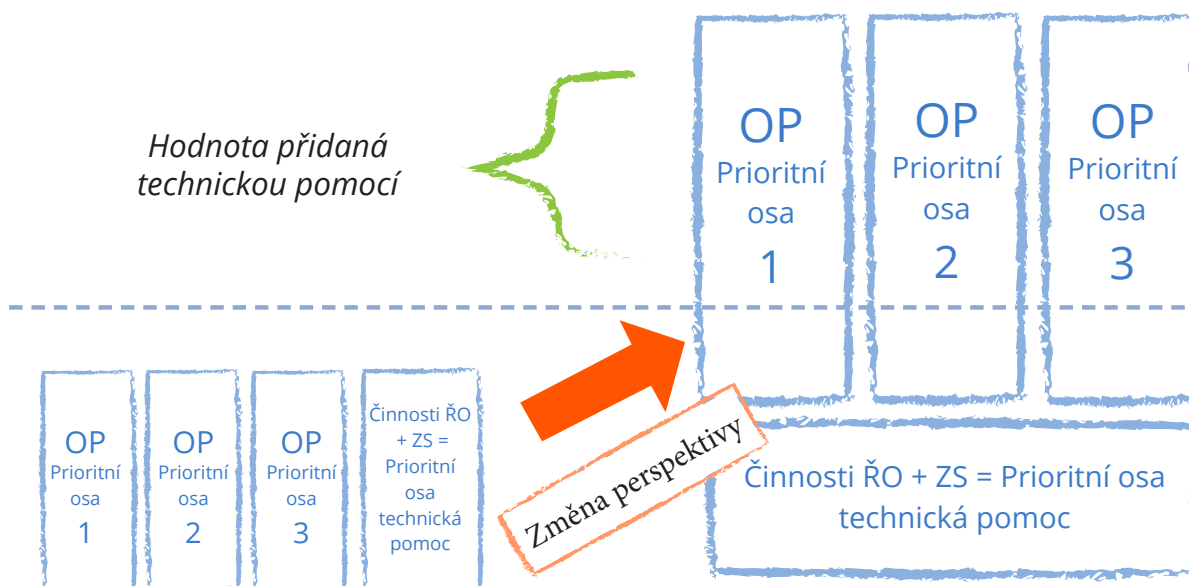 Hodnota přidaná
technickou pomocí
OP
Prioritní
osa
1
OP
Prioritní
osa
2
OP
Prioritní
osa
3
OP
Prioritní
osa
1
OP
Prioritní
osa
2
OP
Prioritní
osa
3
Činnosti ŘO
+ ZS =
Prioritní
osa
technická
pomoc
Změna perspektivy
Činnosti ŘO + ZS = Prioritní osa
technická pomoc